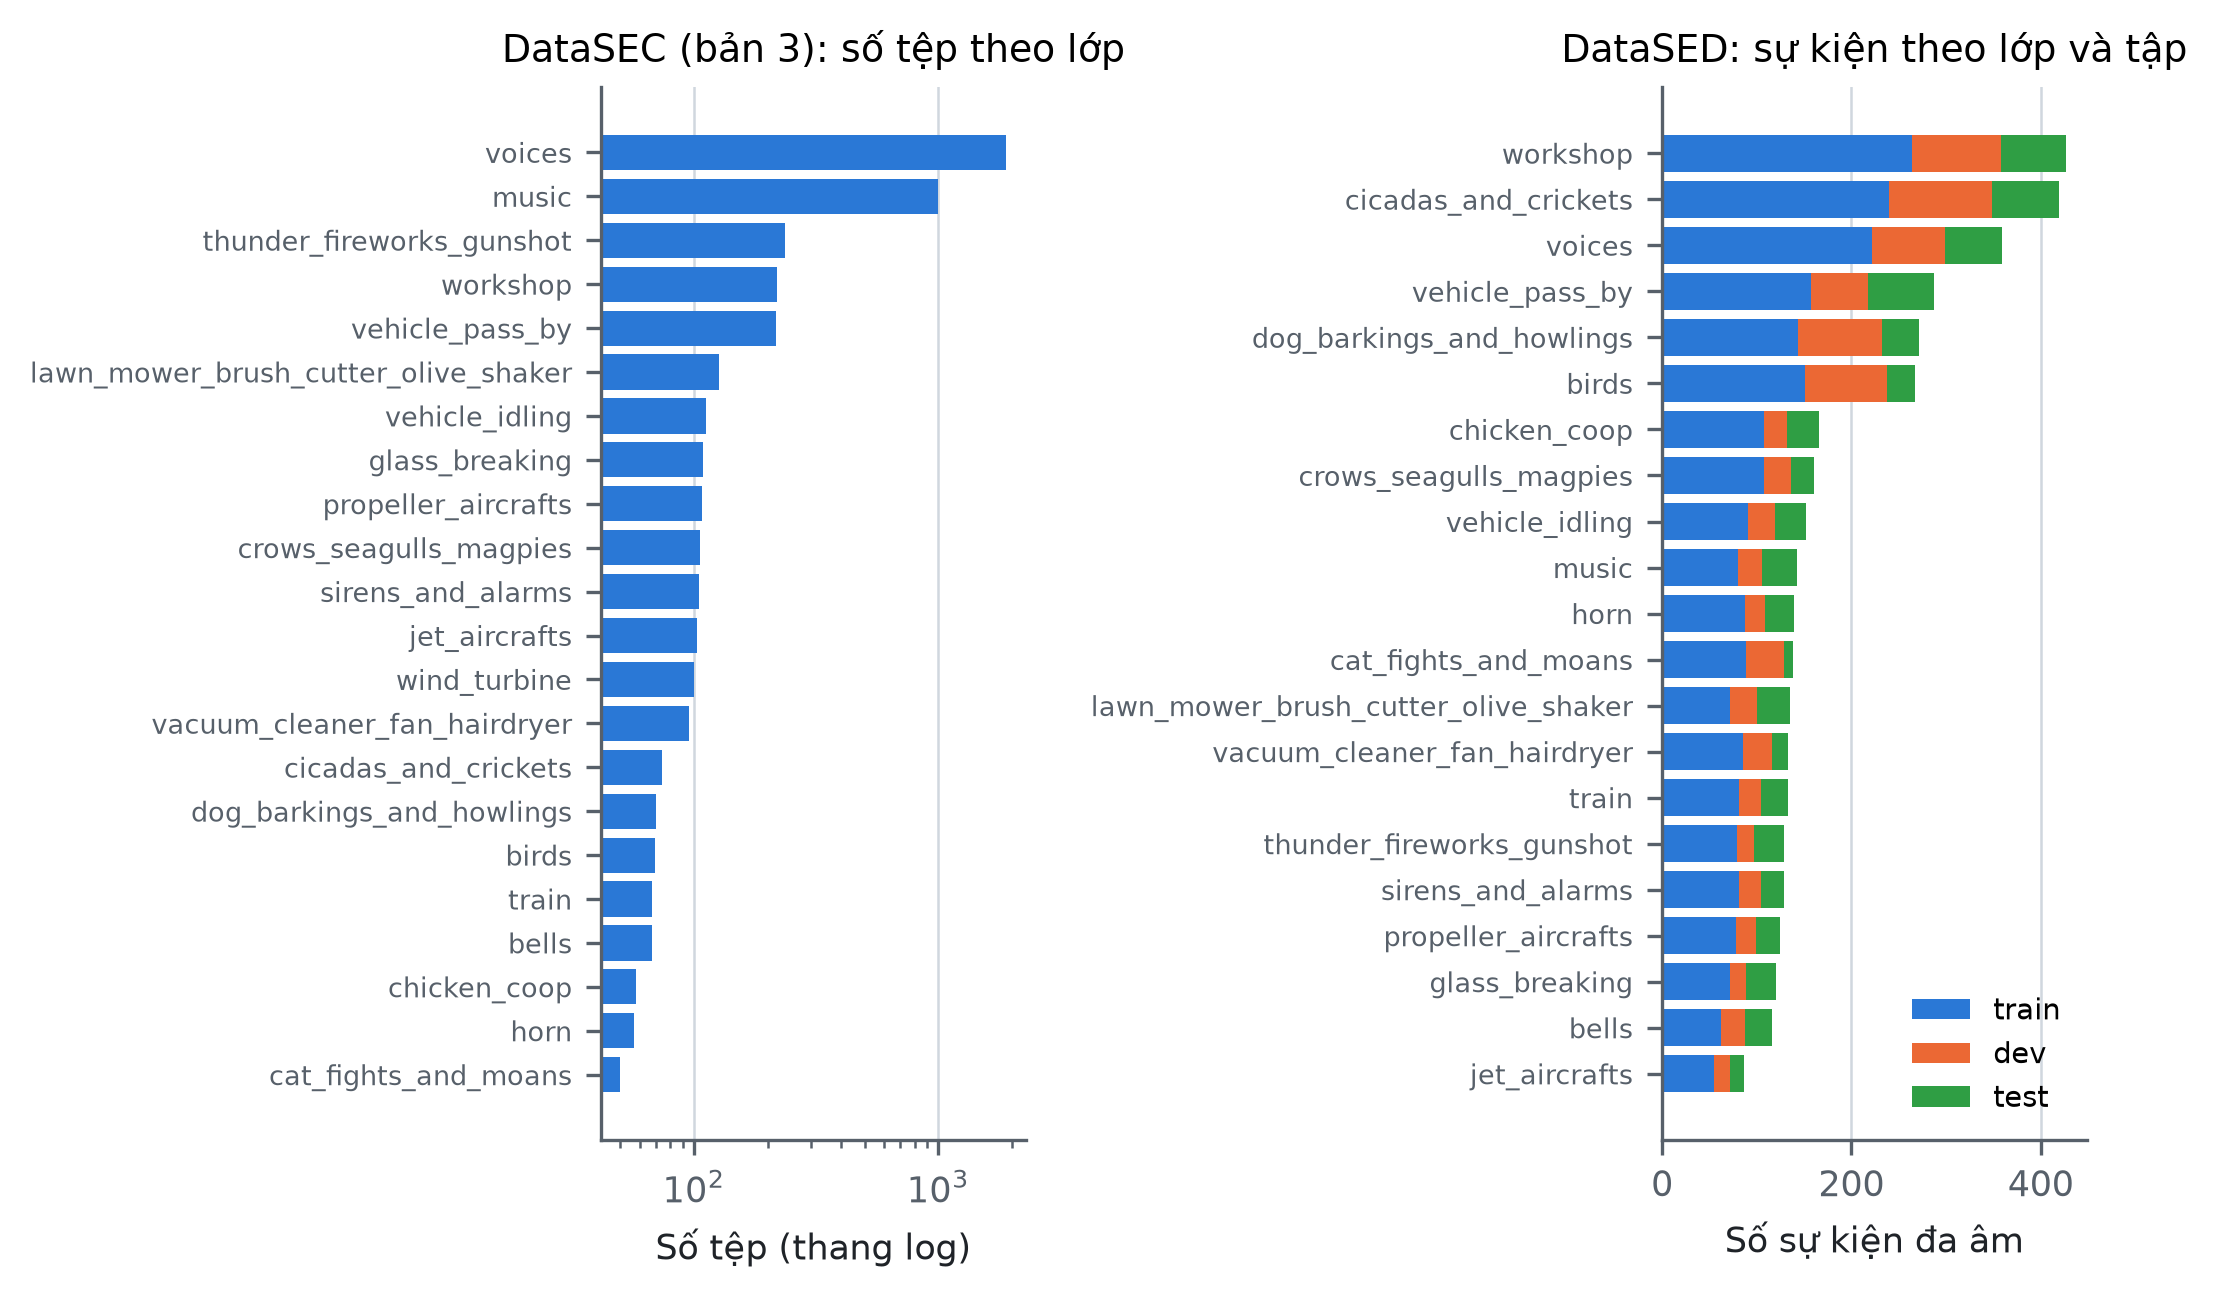 DataSEC (bản 3): số tệp theo lớp
voices
music
thunder_fireworks_gunshot
workshop
vehicle_pass_by
lawn_mower_brush_cutter_olive_shaker
vehicle_idling
glass_breaking
propeller_aircrafts
crows_seagulls_magpies
sirens_and_alarms
jet_aircrafts
wind_turbine
vacuum_cleaner_fan_hairdryer
cicadas_and_crickets
dog_barkings_and_howlings
birds
train
bells
chicken_coop
horn
cat_fights_and_moans
10² 10³
Số tệp (thang log)
DataSED: sự kiện theo lớp và tập
workshop
cicadas_and_crickets
voices
vehicle_pass_by
dog_barkings_and_howlings
birds
chicken_coop
crows_seagulls_magpies
vehicle_idling
music
horn
cat_fights_and_moans
lawn_mower_brush_cutter_olive_shaker
vacuum_cleaner_fan_hairdryer
train
thunder_fireworks_gunshot
sirens_and_alarms
propeller_aircrafts
glass_breaking
bells
jet_aircrafts
train
dev
test
0 200 400
Số sự kiện đa âm